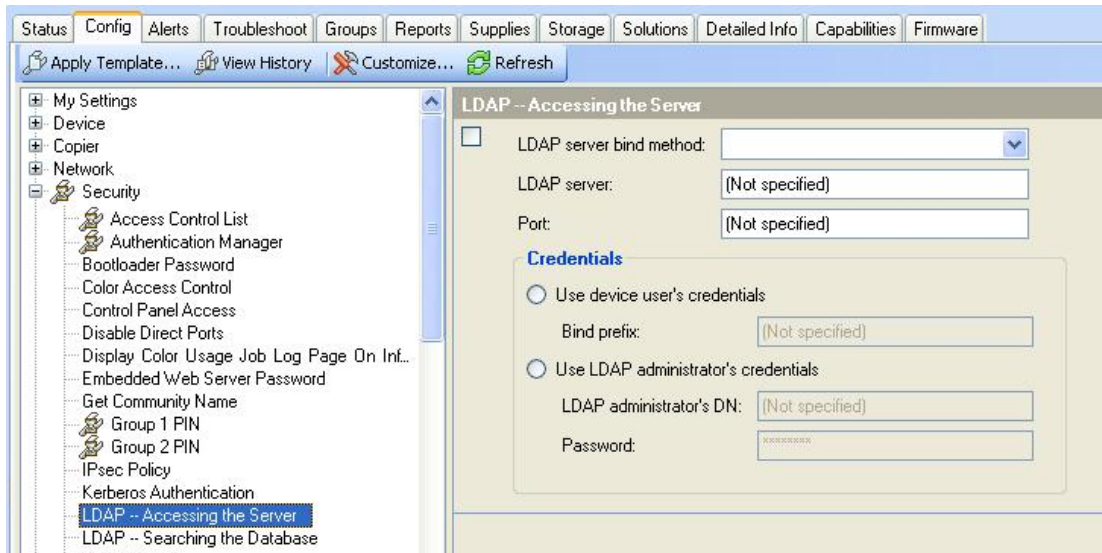 Status Config Alerts Troubleshoot Groups Reports Supplies Storage Solutions Detailed Info Capabilities Firmware
Apply Template... View History Customize... Refresh
My Settings
Device
Copier
Network
Security
Access Control List
Authentication Manager
Bootloader Password
Color Access Control
Control Panel Access
Disable Direct Ports
Display Color Usage Job Log Page On Inf...
Embedded Web Server Password
Get Community Name
Group 1 PIN
Group 2 PIN
IPsec Policy
Kerberos Authentication
LDAP -- Accessing the Server
LDAP -- Searching the Database
LDAP -- Accessing the Server
LDAP server bind method:
LDAP server: (Not specified)
Port: (Not specified)
Credentials
Use device user's credentials
Bind prefix: (Not specified)
Use LDAP administrator's credentials
LDAP administrator's DN: (Not specified)
Password: ********